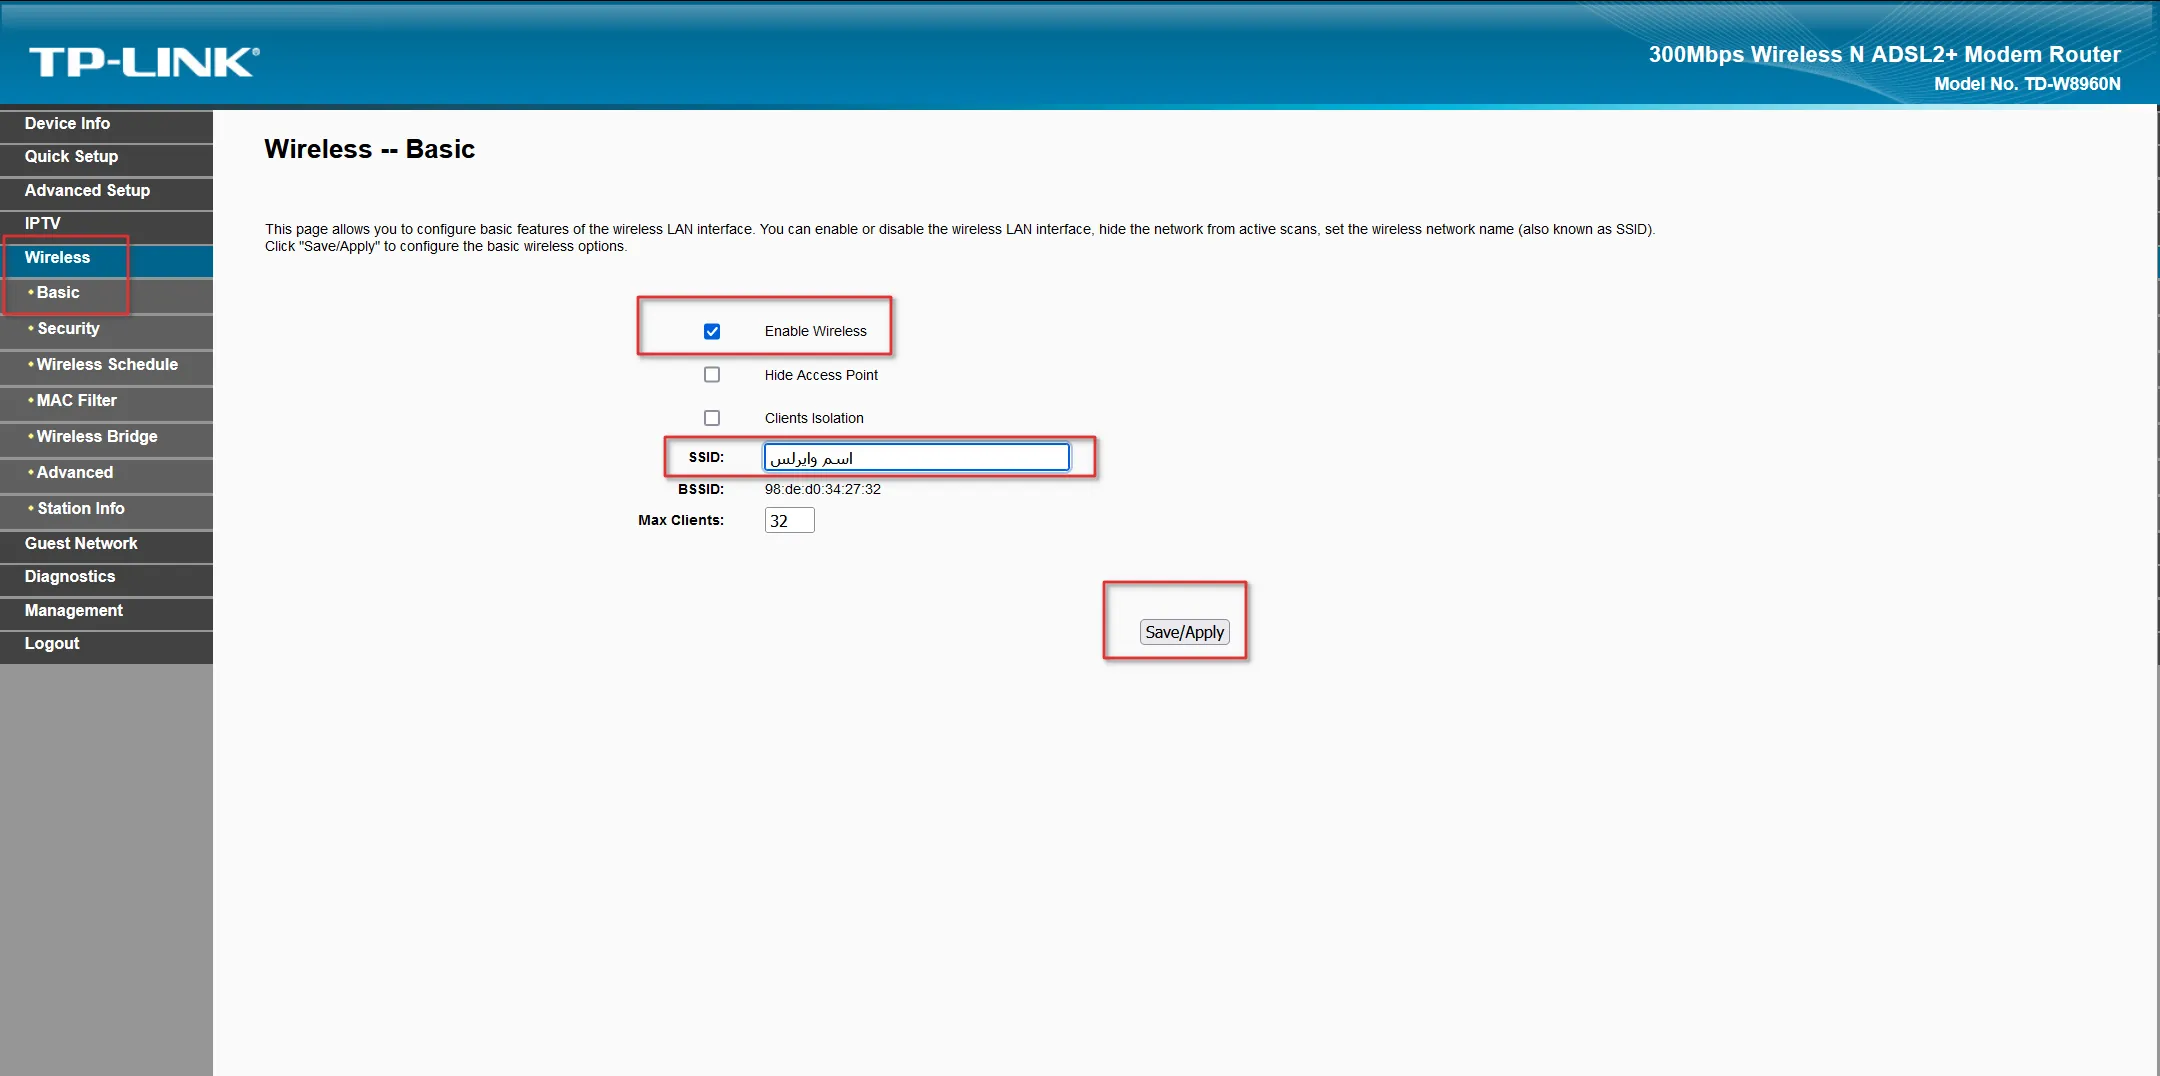 TP-LINK®
300Mbps Wireless N ADSL2+ Modem Router
Model No. TD-W8960N
Device Info
Quick Setup
Advanced Setup
IPTV
Wireless
• Basic
• Security
• Wireless Schedule
• MAC Filter
• Wireless Bridge
• Advanced
• Station Info
Guest Network
Diagnostics
Management
Logout
Wireless -- Basic
This page allows you to configure basic features of the wireless LAN interface. You can enable or disable the wireless LAN interface, hide the network from active scans, set the wireless network name (also known as SSID).
Click "Save/Apply" to configure the basic wireless options.
Enable Wireless
Hide Access Point
Clients Isolation
SSID: اسم وایرلس
BSSID: 98:de:d0:34:27:32
Max Clients: 32
Save/Apply